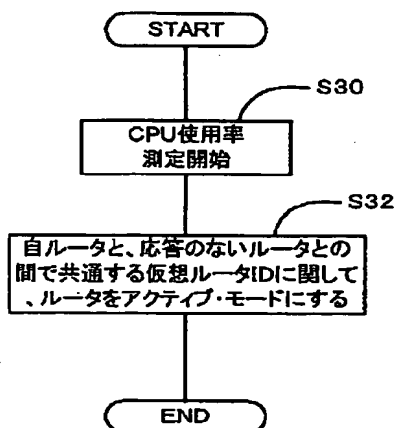 START
S30
CPU使用率
測定開始
S32
自ルータと、応答のないルータとの
間で共通する仮想ルータIDに関して
、ルータをアクティブ・モードにする
END